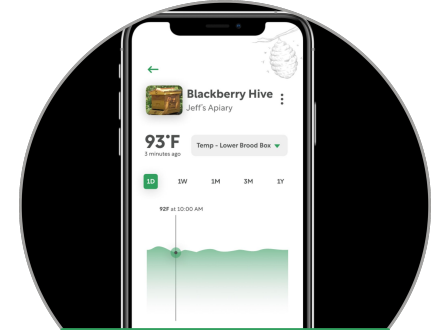 Blackberry Hive
Jeff's Apiary
93°F
3 minutes ago
Temp - Lower Brood Box
1D 1W 1M 3M 1Y
92F at 10:00 AM